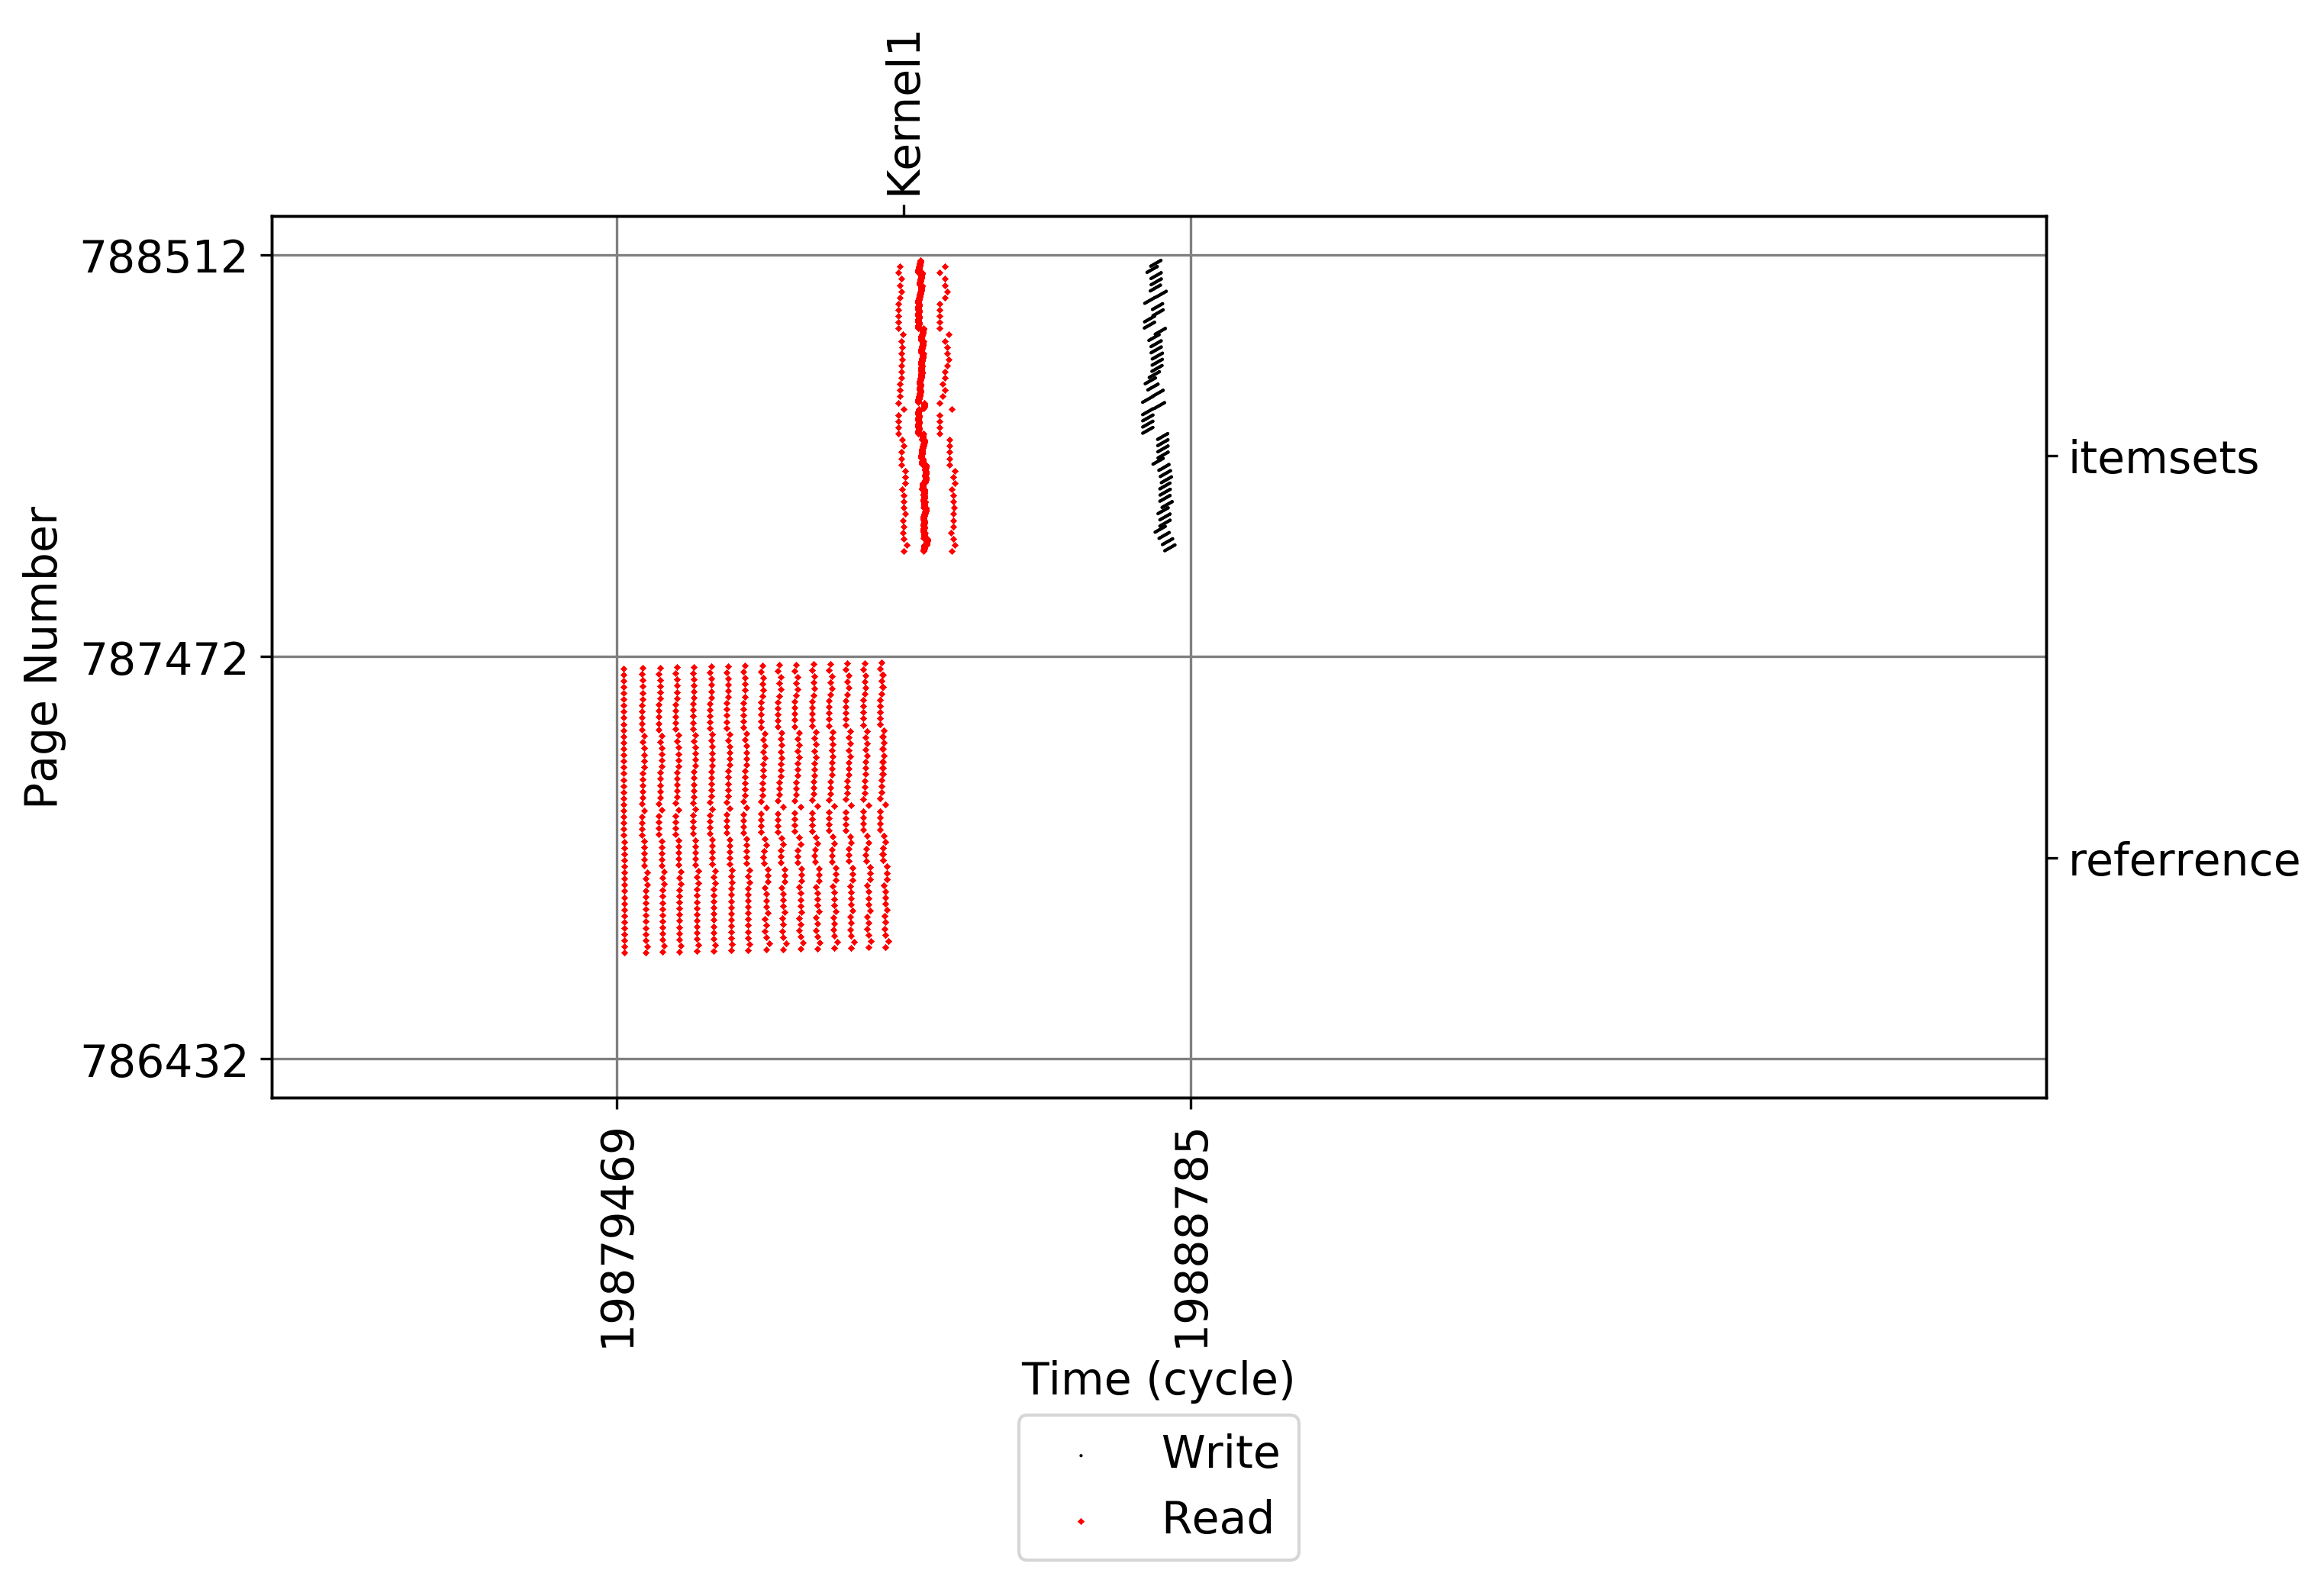 Kernel1
788512
787472
786432
Page Number
itemsets
referrence
19879469
19888785
Time (cycle)
Write
Read